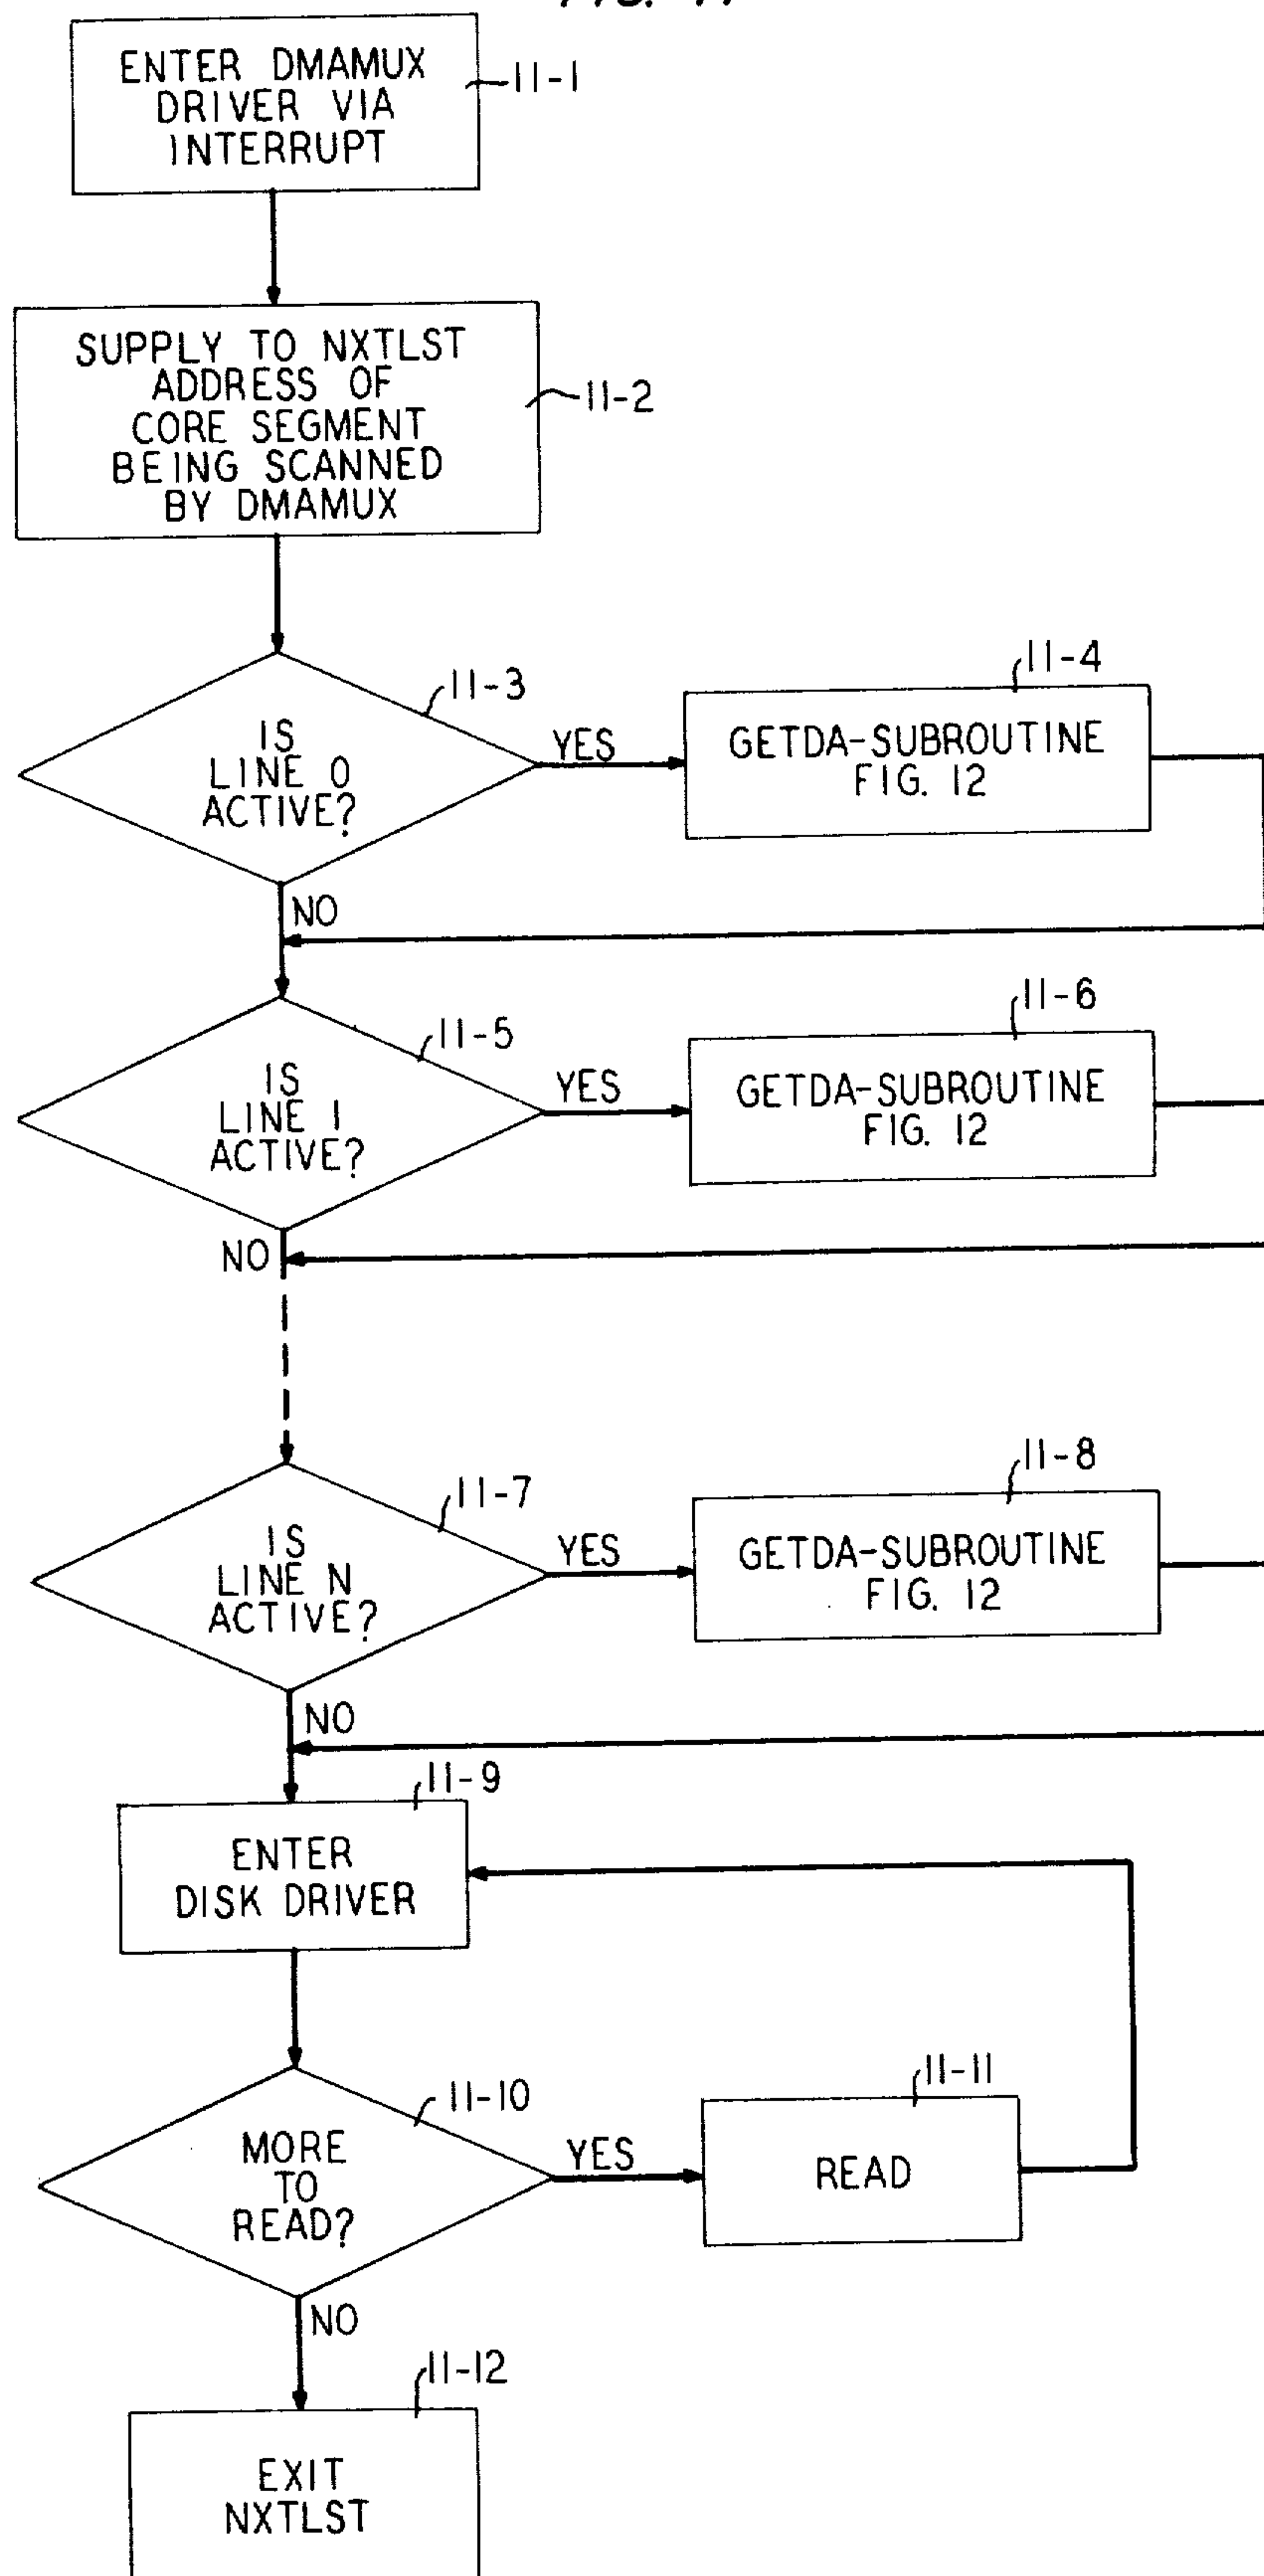 FIG. 11
ENTER DMAMUX
DRIVER VIA
INTERRUPT
11-1
SUPPLY TO NXTLST
ADDRESS OF
CORE SEGMENT
BEING SCANNED
BY DMAMUX
11-2
IS
LINE 0
ACTIVE?
11-3
YES
GETDA-SUBROUTINE
FIG. 12
11-4
NO
IS
LINE 1
ACTIVE?
11-5
YES
GETDA-SUBROUTINE
FIG. 12
11-6
NO
IS
LINE N
ACTIVE?
11-7
YES
GETDA-SUBROUTINE
FIG. 12
11-8
NO
11-9
ENTER
DISK DRIVER
MORE
TO
READ?
11-10
YES
11-11
READ
NO
11-12
EXIT
NXTLST